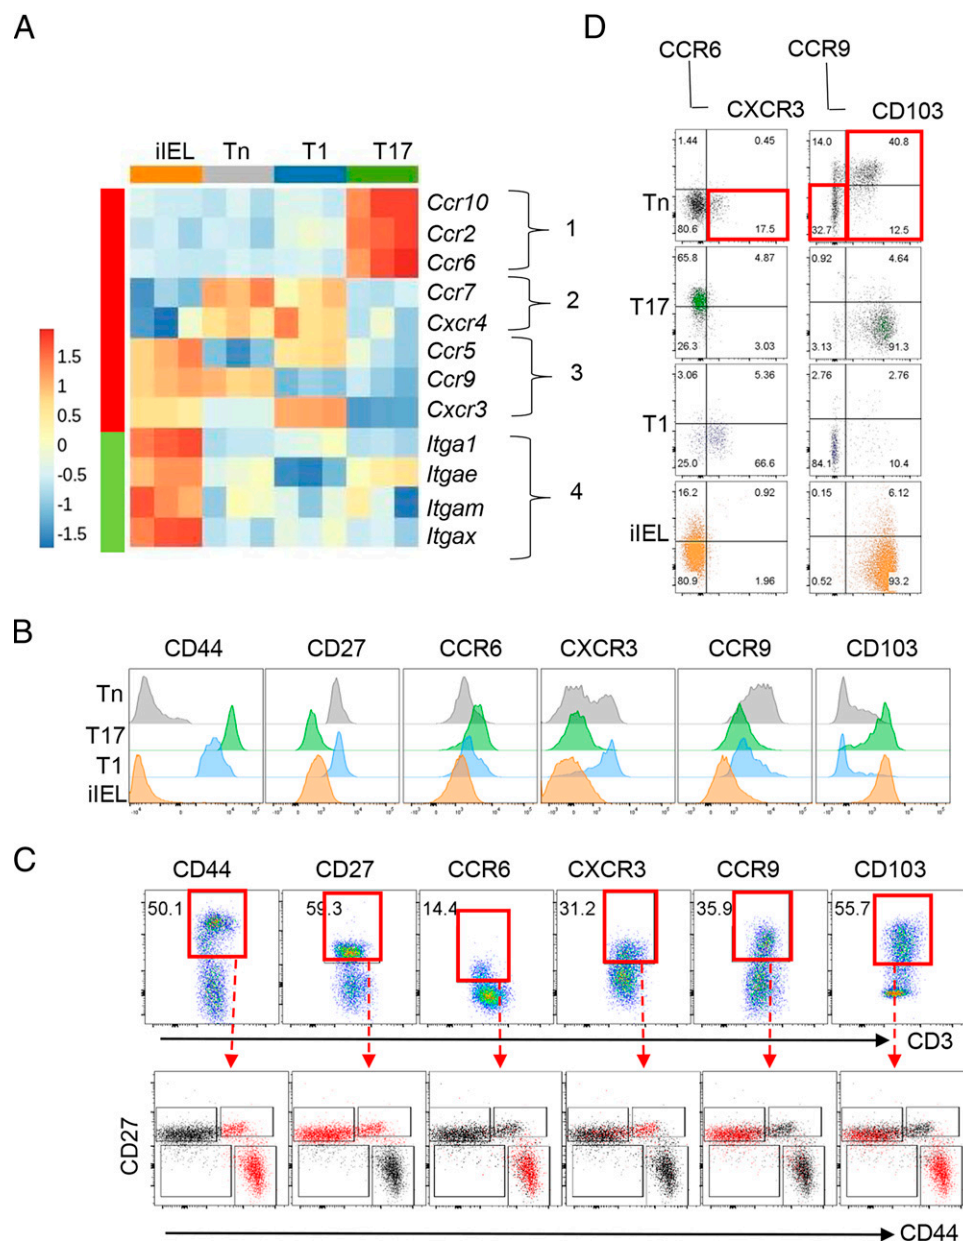 A
iIEL Tn T1 T17
Ccr10
Ccr2
Ccr6
1
Ccr7
Cxcr4
2
Ccr5
Ccr9
Cxcr3
3
Itga1
Itgae
Itgam
Itgax
4
1.5
1
0.5
0
-0.5
-1
-1.5
D
CCR6 CCR9
CXCR3 CD103
Tn
1.44 0.45 14.0 40.8
80.6 17.5 32.7 12.5
T17
65.8 4.87 0.92 4.64
26.3 3.03 3.13 91.3
T1
3.06 5.36 2.76 2.76
25.0 66.6 84.1 10.4
iIEL
16.2 0.92 0.15 6.12
80.9 1.96 0.52 93.2
B
CD44 CD27 CCR6 CXCR3 CCR9 CD103
Tn
T17
T1
iIEL
C
CD44 CD27 CCR6 CXCR3 CCR9 CD103
50.1 59.3 14.4 31.2 35.9 55.7
CD3
CD27
CD44